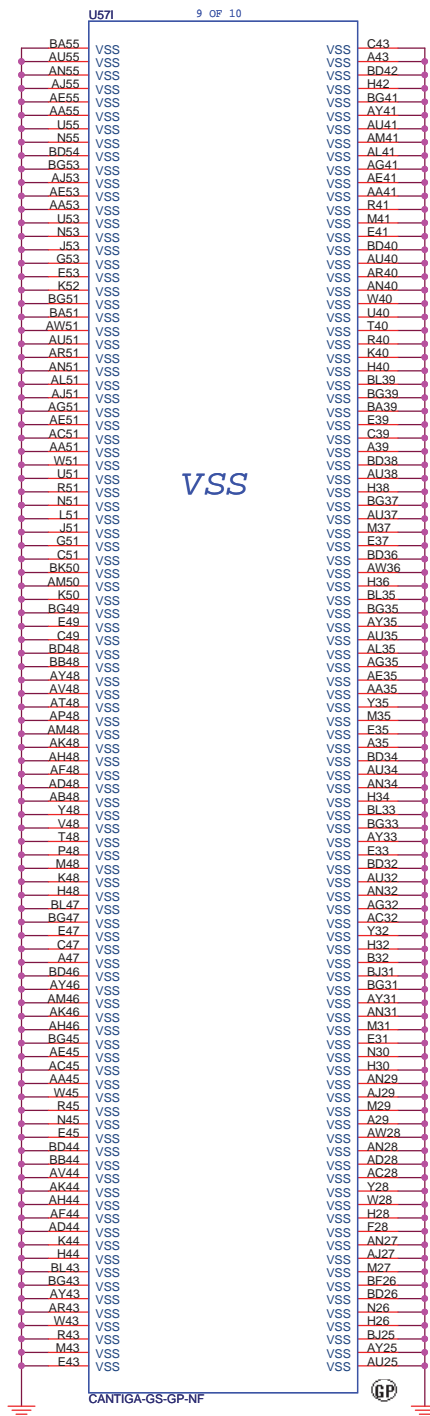 U57I 9 OF 10
BA55 VSS VSS C43
AU55 VSS VSS A43
AN55 VSS VSS BD42
AJ55 VSS VSS H42
AE55 VSS VSS BG41
AA55 VSS VSS AY41
U55 VSS VSS AU41
N55 VSS VSS AM41
BD54 VSS VSS AL41
BG53 VSS VSS AG41
AJ53 VSS VSS AE41
AE53 VSS VSS AA41
AA53 VSS VSS R41
U53 VSS VSS M41
N53 VSS VSS E41
J53 VSS VSS BD40
G53 VSS VSS AU40
E53 VSS VSS AR40
K52 VSS VSS AN40
BG51 VSS VSS W40
BA51 VSS VSS U40
AW51 VSS VSS T40
AU51 VSS VSS R40
AR51 VSS VSS K40
AN51 VSS VSS H40
AL51 VSS VSS BL39
AJ51 VSS VSS BG39
AG51 VSS VSS BA39
AE51 VSS VSS E39
AC51 VSS VSS C39
AA51 VSS VSS A39
W51 VSS VSS BD38
U51 VSS VSS VSS AU38
R51 VSS VSS H38
N51 VSS VSS BG37
L51 VSS VSS AU37
J51 VSS VSS M37
G51 VSS VSS E37
C51 VSS VSS BD36
BK50 VSS VSS AW36
AM50 VSS VSS H36
K50 VSS VSS BL35
BG49 VSS VSS BG35
E49 VSS VSS AY35
C49 VSS VSS AU35
BD48 VSS VSS AL35
BB48 VSS VSS AG35
AY48 VSS VSS AE35
AV48 VSS VSS AA35
AT48 VSS VSS Y35
AP48 VSS VSS M35
AM48 VSS VSS E35
AK48 VSS VSS A35
AH48 VSS VSS BD34
AF48 VSS VSS AU34
AD48 VSS VSS AN34
AB48 VSS VSS H34
Y48 VSS VSS BL33
V48 VSS VSS BG33
T48 VSS VSS AY33
P48 VSS VSS E33
M48 VSS VSS BD32
K48 VSS VSS AU32
H48 VSS VSS AN32
BL47 VSS VSS AG32
BG47 VSS VSS AC32
E47 VSS VSS Y32
C47 VSS VSS H32
A47 VSS VSS B32
BD46 VSS VSS BJ31
AY46 VSS VSS BG31
AM46 VSS VSS AY31
AK46 VSS VSS AN31
AH46 VSS VSS M31
BG45 VSS VSS E31
AE45 VSS VSS N30
AC45 VSS VSS H30
AA45 VSS VSS AN29
W45 VSS VSS AJ29
R45 VSS VSS M29
N45 VSS VSS A29
E45 VSS VSS AW28
BD44 VSS VSS AN28
BB44 VSS VSS AD28
AV44 VSS VSS AC28
AK44 VSS VSS Y28
AH44 VSS VSS W28
AF44 VSS VSS H28
AD44 VSS VSS F28
K44 VSS VSS AN27
H44 VSS VSS AJ27
BL43 VSS VSS M27
BG43 VSS VSS BF26
AY43 VSS VSS BD26
AR43 VSS VSS N26
W43 VSS VSS H26
R43 VSS VSS BJ25
M43 VSS VSS AY25
E43 VSS VSS AU25
CANTIGA-GS-GP-NF GP